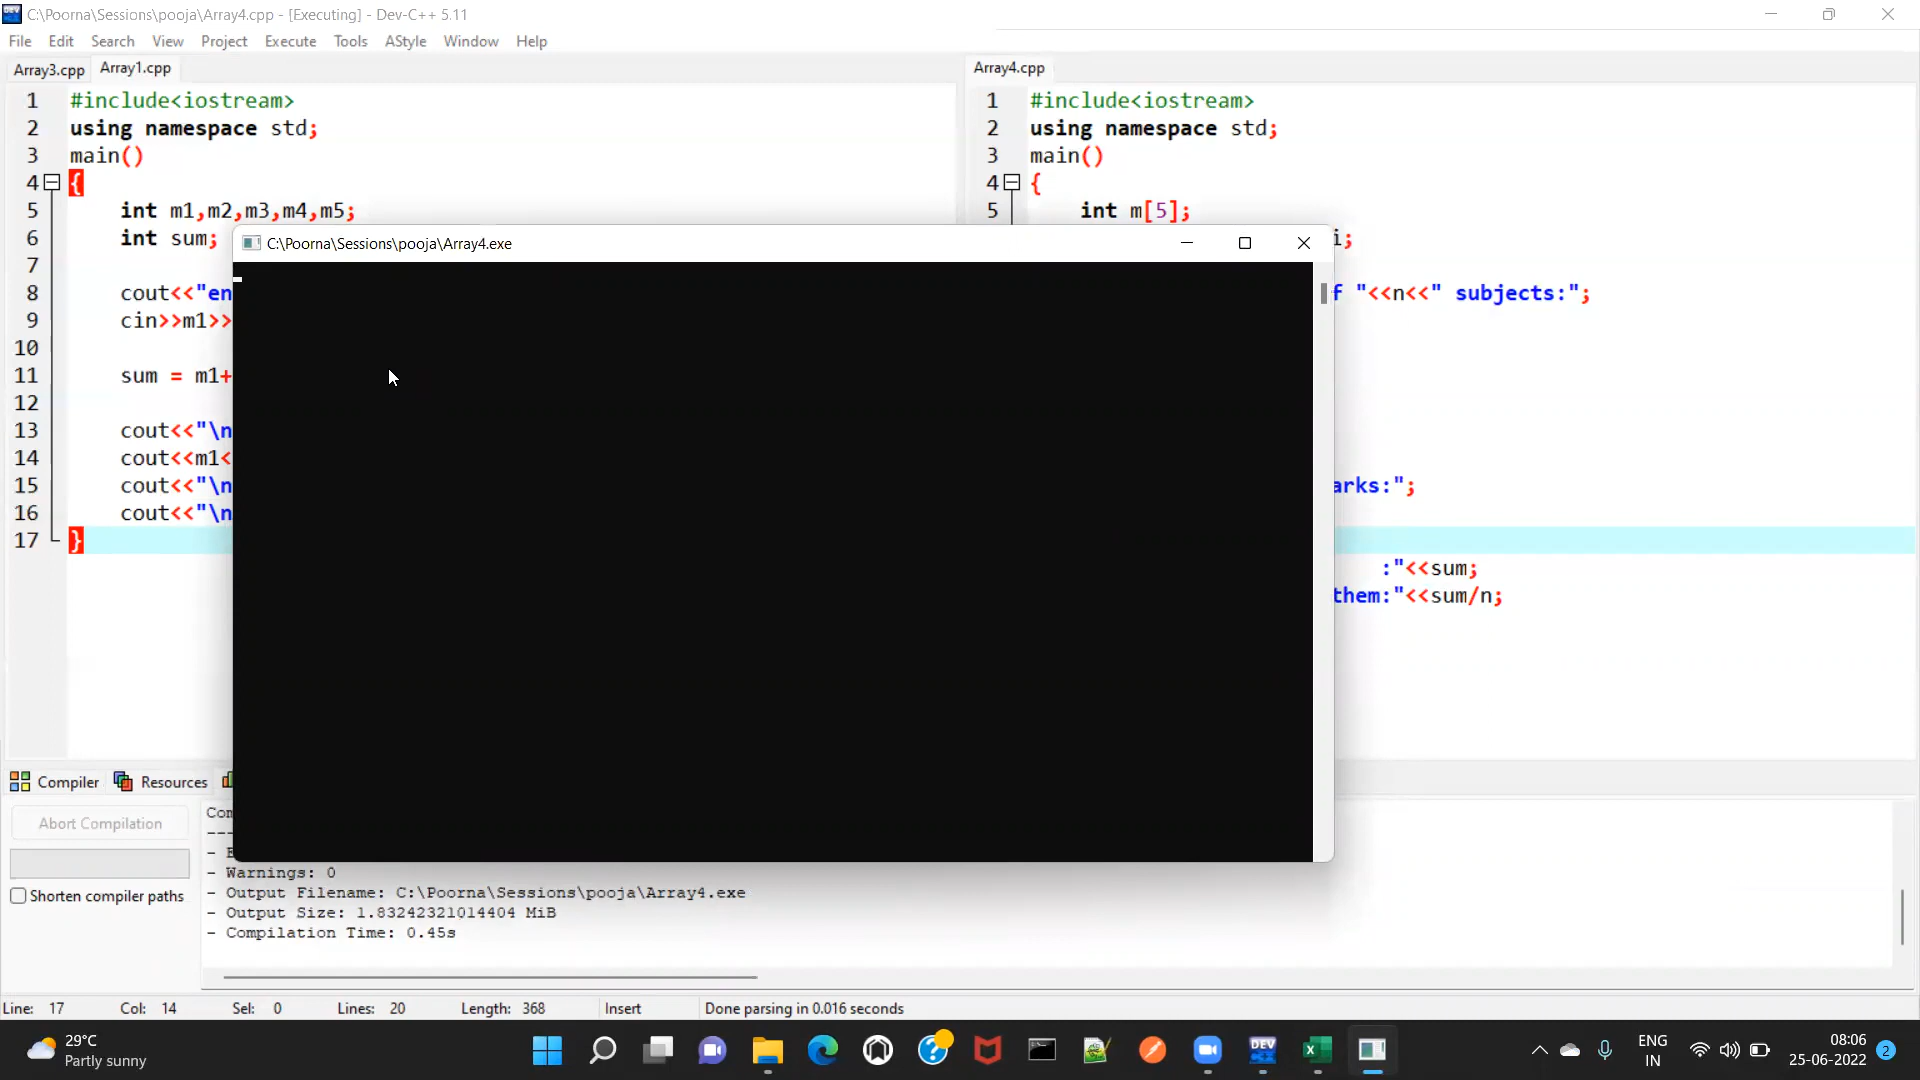 C:\Poorna\Sessions\pooja\Array4.cpp - [Executing] - Dev-C++ 5.11
File Edit Search View Project Execute Tools AStyle Window Help
Array3.cpp Array1.cpp
1 #include<iostream>
2 using namespace std;
3 main()
4 {
5 int m1,m2,m3,m4,m5;
6 int sum;
7
8 cout<<"en
9 cin>>m1>>
10
11 sum = m1+
12
13 cout<<"\n
14 cout<<m1<
15 cout<<"\n
16 cout<<"\n
17 }
Array4.cpp
1 #include<iostream>
2 using namespace std;
3 main()
4 {
5 int m[5];
i;
f "<<n<<" subjects:";
arks:";
:"<<sum;
them:"<<sum/n;
C:\Poorna\Sessions\pooja\Array4.exe
Compiler Resources
Abort Compilation
Shorten compiler paths
Com
---
- E
- Warnings: 0
- Output Filename: C:\Poorna\Sessions\pooja\Array4.exe
- Output Size: 1.83242321014404 MiB
- Compilation Time: 0.45s
Line: 17 Col: 14 Sel: 0 Lines: 20 Length: 368 Insert Done parsing in 0.016 seconds
29°C
Partly sunny
DEV
ENG
IN
08:06
25-06-2022
2